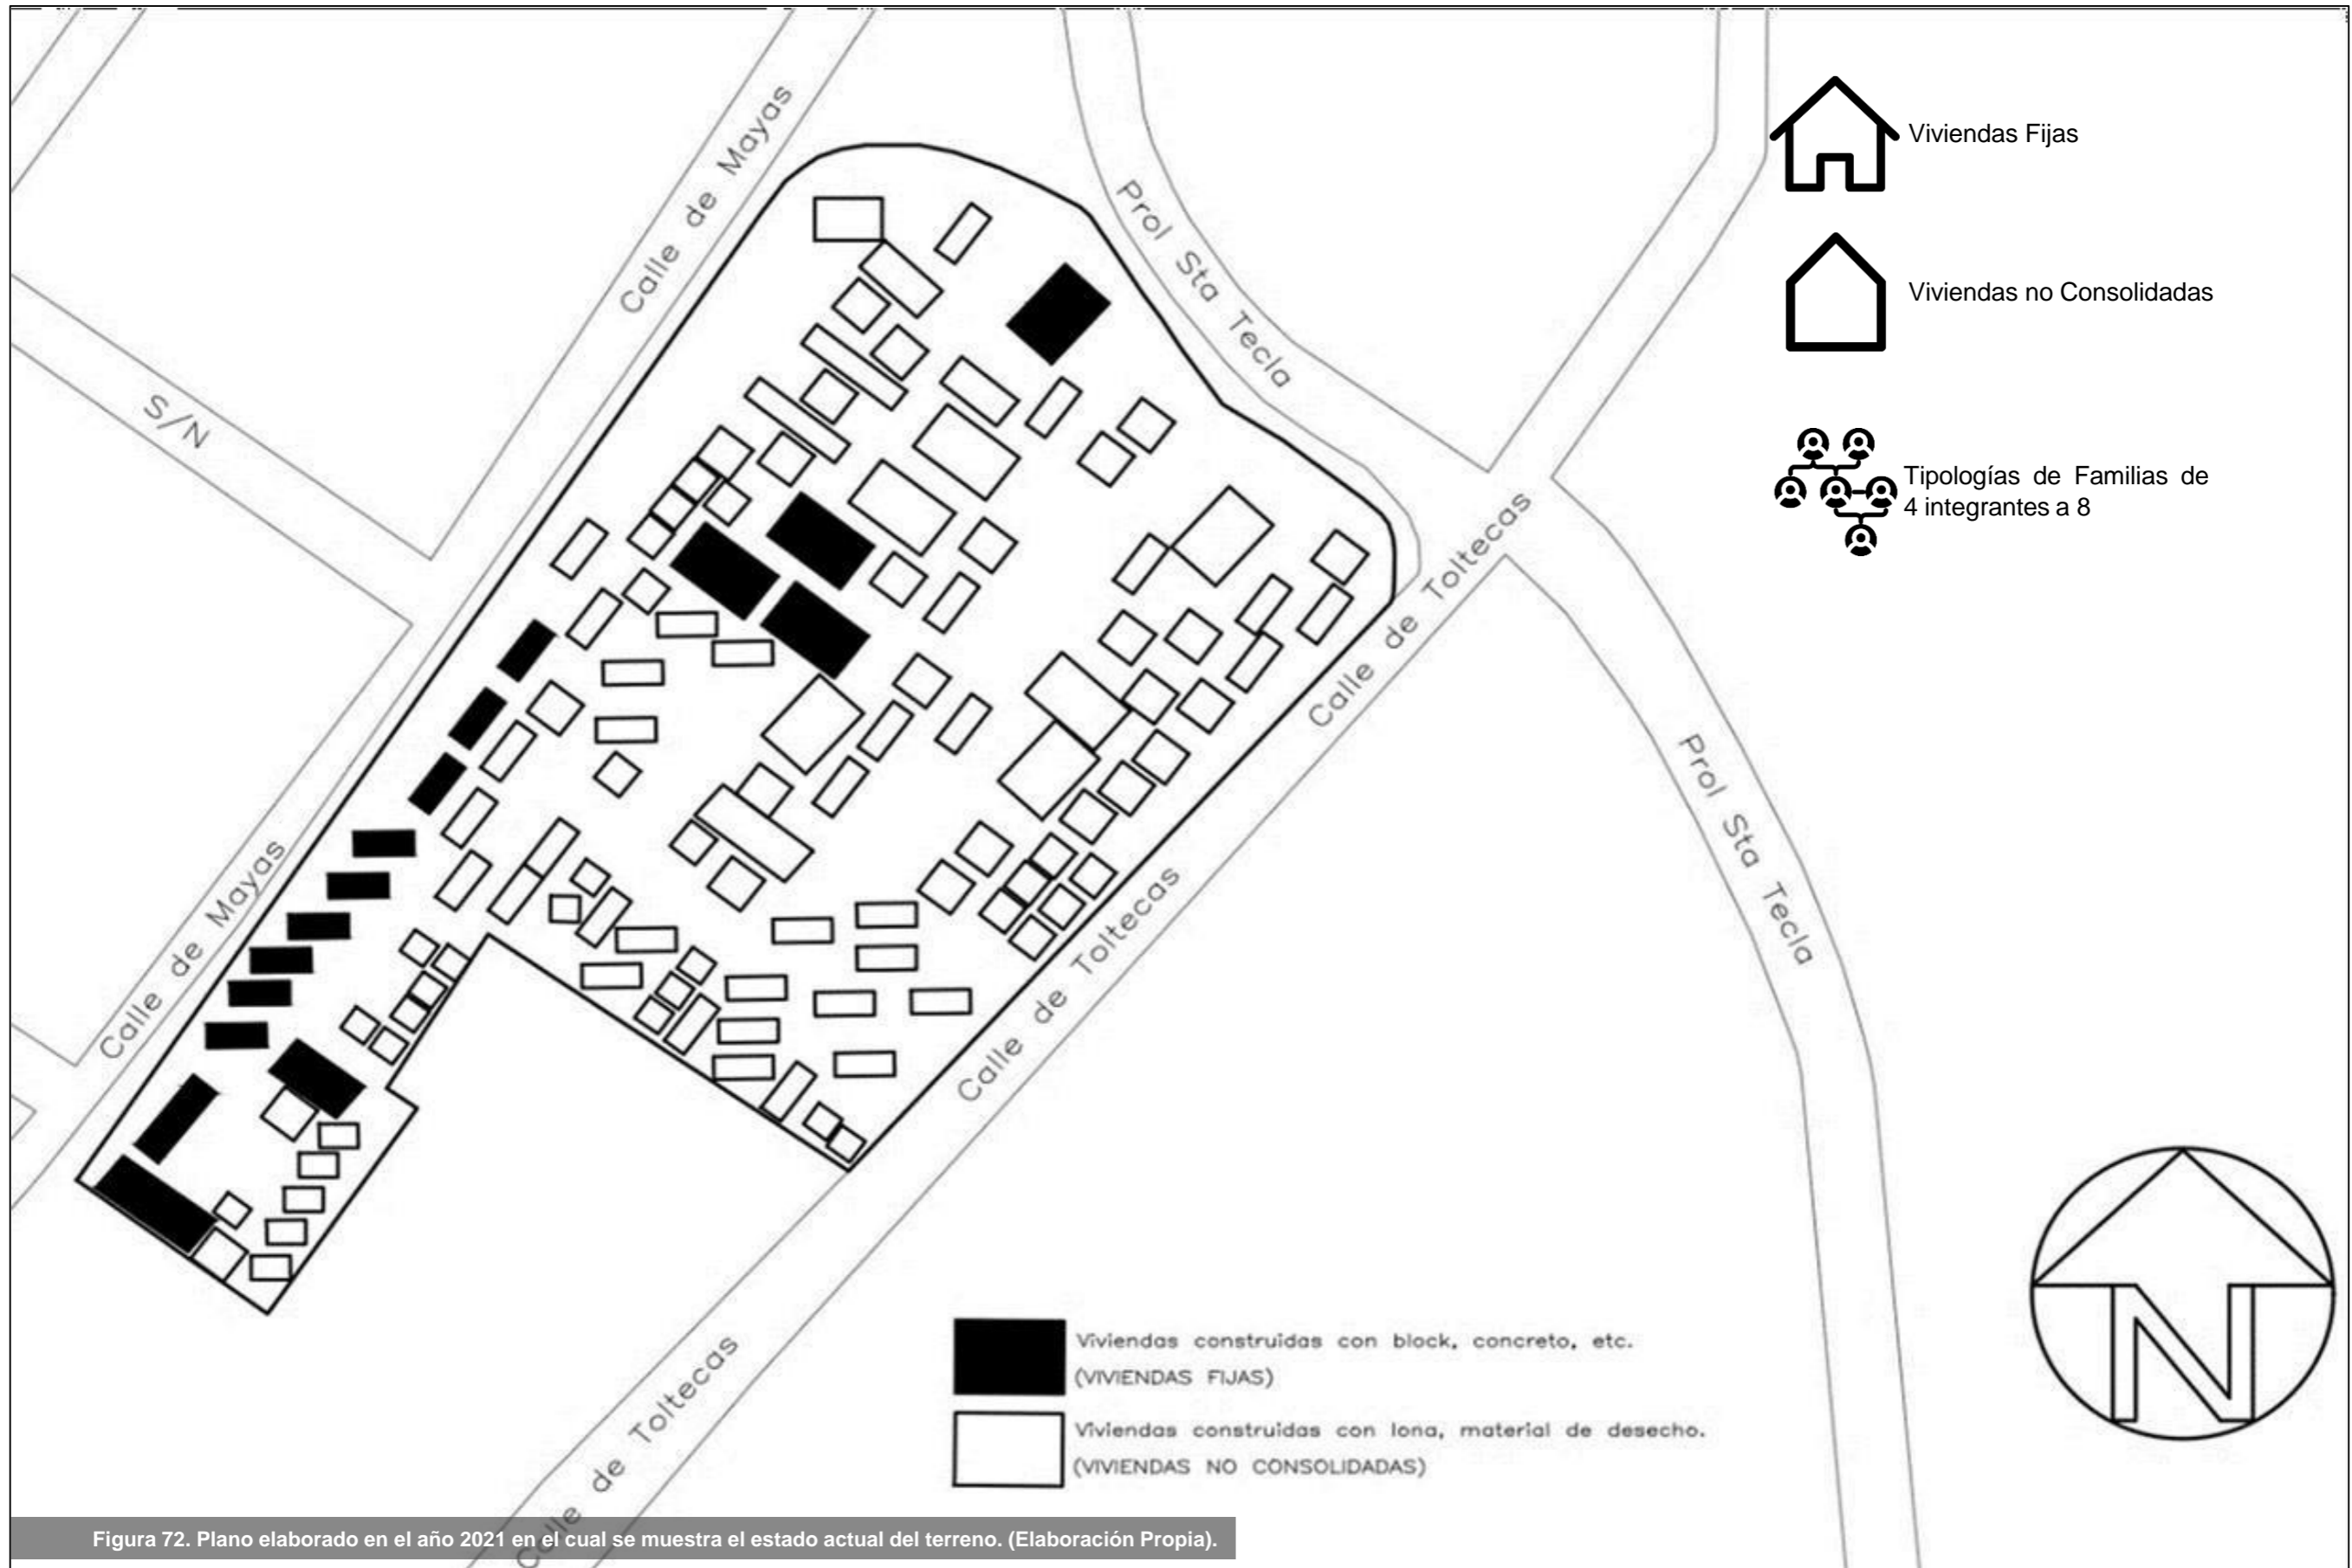 Calle de Mayas
Prol Sta Tecla
Viviendas Fijas
Viviendas no Consolidadas
S/N
Tipologías de Familias de
4 integrantes a 8
Calle de Toltecas
Prol Sta Tecla
Calle de Mayas
Calle de Toltecas
Calle de Toltecas
N
Viviendas construidas con block, concreto, etc.
(VIVIENDAS FIJAS)
Viviendas construidas con lona, material de desecho.
(VIVIENDAS NO CONSOLIDADAS)
Figura 72. Plano elaborado en el año 2021 en el cual se muestra el estado actual del terreno. (Elaboración Propia).